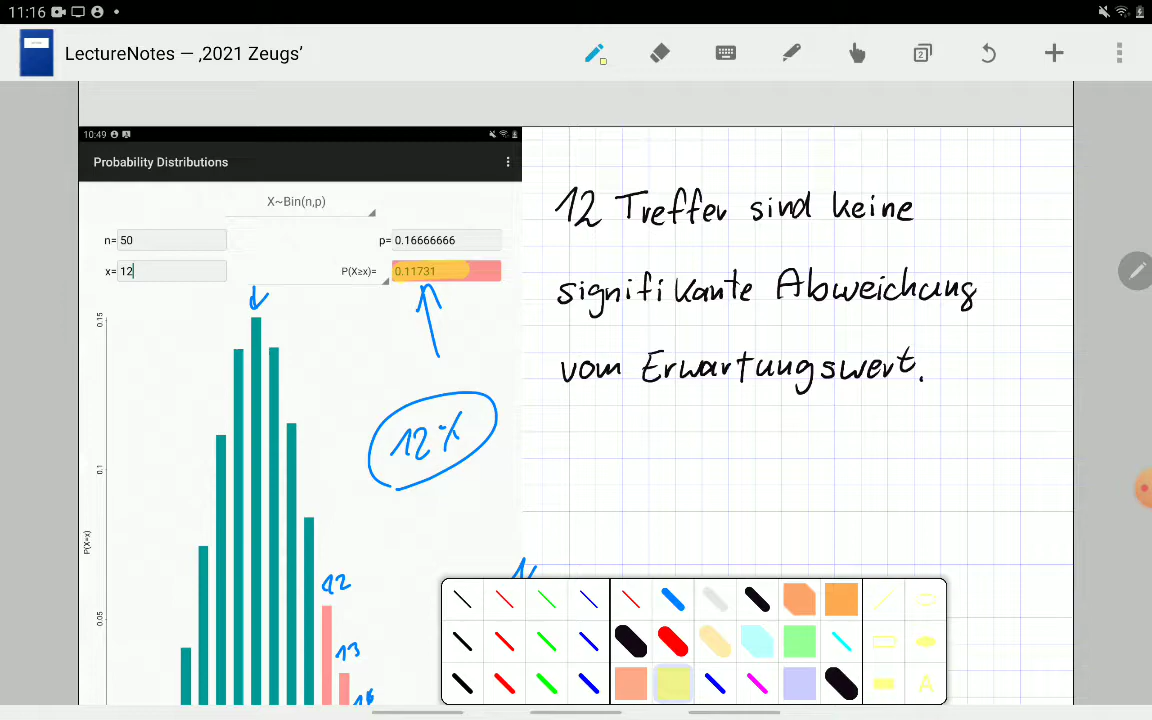 11:16
LectureNotes — ‚2021 Zeugs‘
2
10:49
Probability Distributions
X~Bin(n,p)
n= 50
p= 0.16666666
x= 12
P(X≥x)= 0.11731
0.15
0.1
0.05
P(X=x)
12%
12
13
12 Treffer sind keine
signifikante Abweichung
vom Erwartungswert.
A